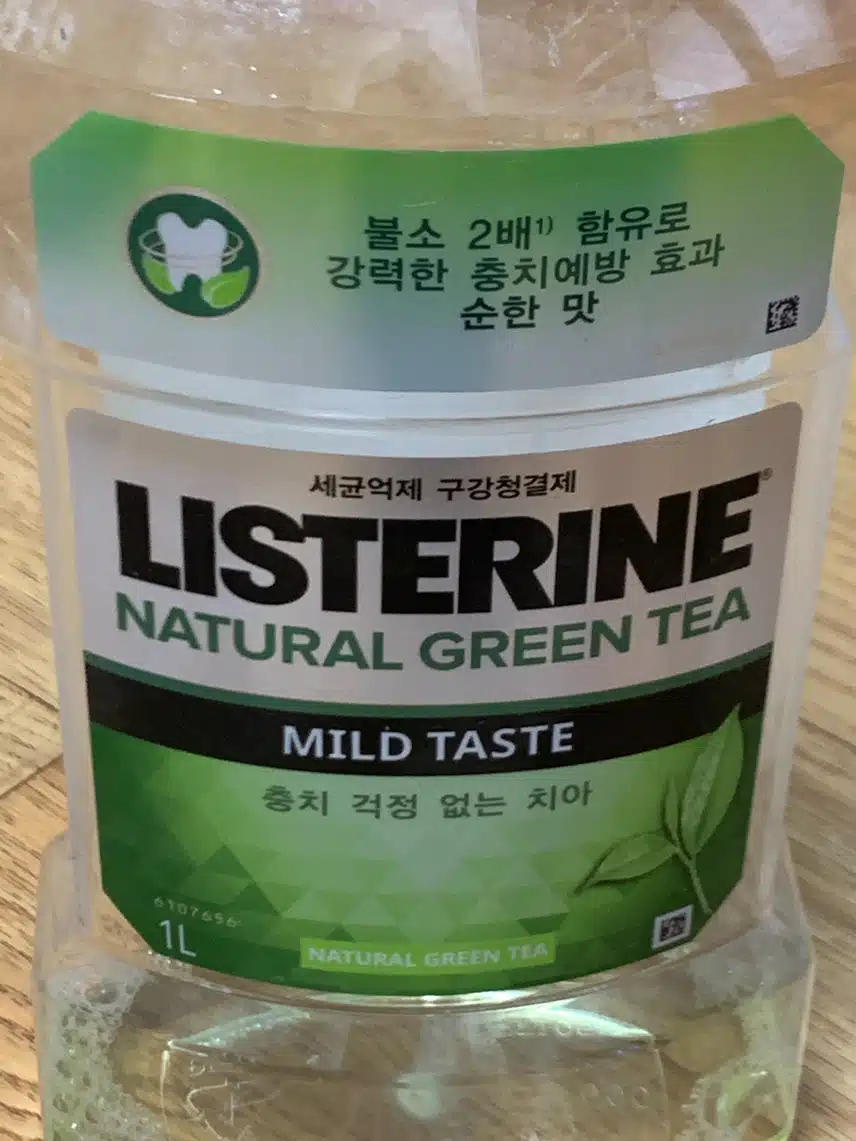 불소 2배¹⁾ 함유로
강력한 충치예방 효과
순한 맛
세균억제 구강청결제
LISTERINE®
NATURAL GREEN TEA
MILD TASTE
충치 걱정 없는 치아
6107656
1L
NATURAL GREEN TEA